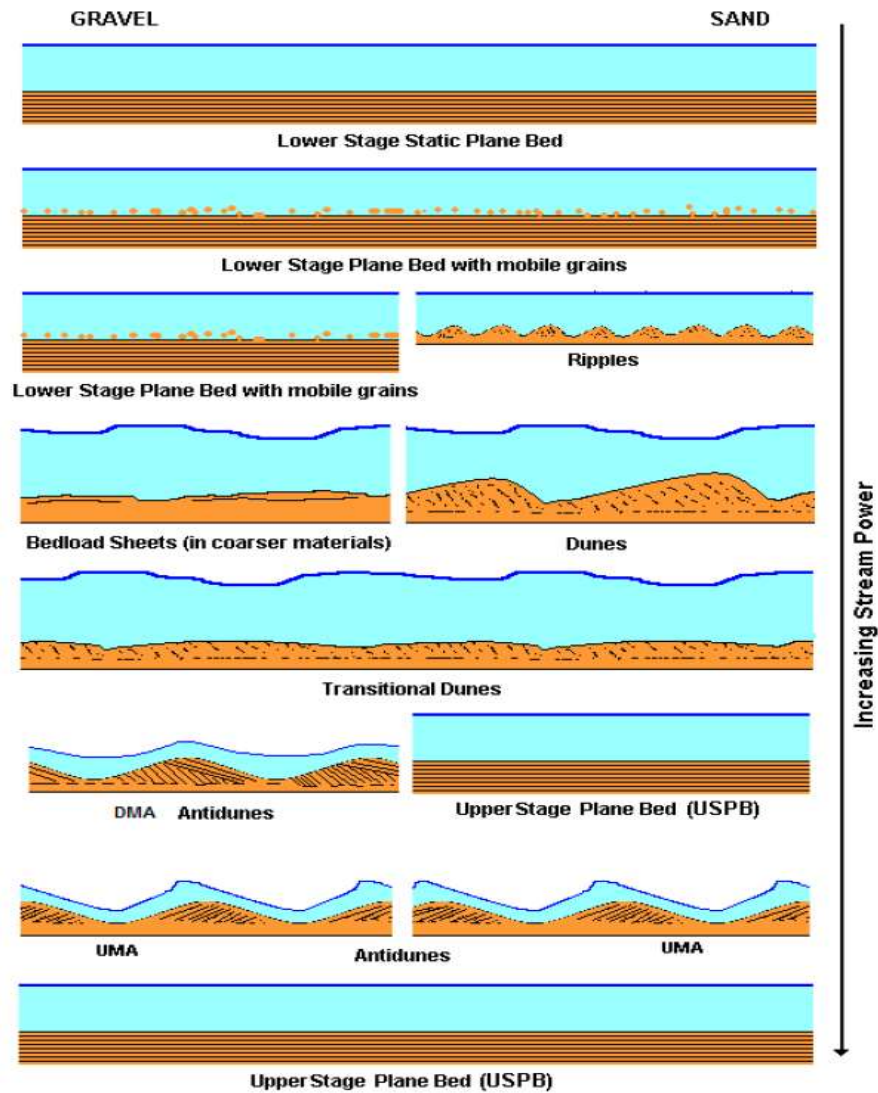 GRAVEL
SAND
Lower Stage Static Plane Bed
Lower Stage Plane Bed with mobile grains
Lower Stage Plane Bed with mobile grains
Ripples
Bedload Sheets (in coarser materials)
Dunes
Transitional Dunes
DMA Antidunes
Upper Stage Plane Bed (USPB)
UMA
Antidunes
UMA
Upper Stage Plane Bed (USPB)
Increasing Stream Power